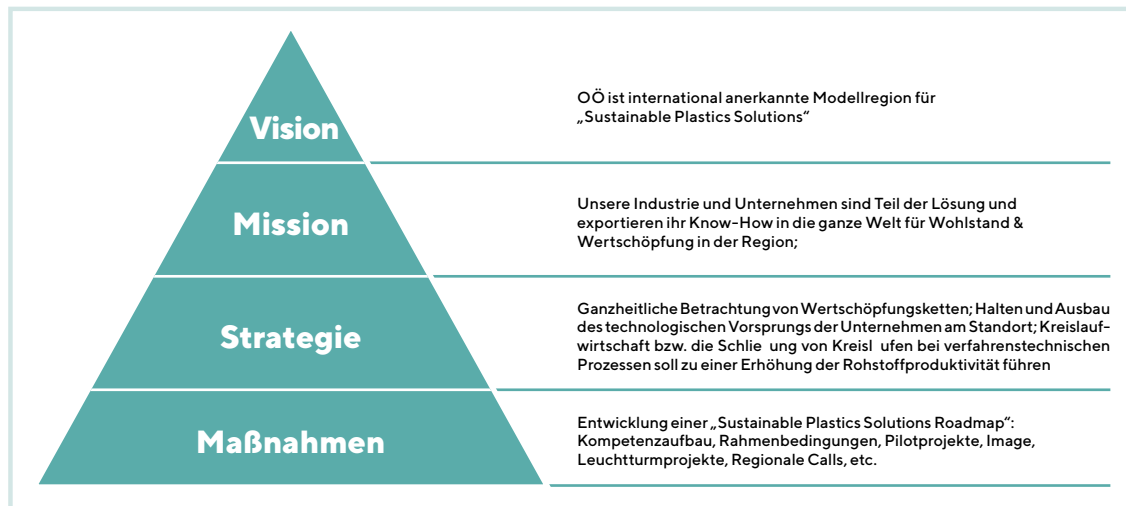 Vision
OÖ ist international anerkannte Modellregion für
„Sustainable Plastics Solutions“
Mission
Unsere Industrie und Unternehmen sind Teil der Lösung und
exportieren ihr Know-How in die ganze Welt für Wohlstand &
Wertschöpfung in der Region;
Strategie
Ganzheitliche Betrachtung von Wertschöpfungsketten; Halten und Ausbau
des technologischen Vorsprungs der Unternehmen am Standort; Kreislauf-
wirtschaft bzw. die Schlie ung von Kreisl ufen bei verfahrenstechnischen
Prozessen soll zu einer Erhöhung der Rohstoffproduktivität führen
Maßnahmen
Entwicklung einer „Sustainable Plastics Solutions Roadmap“:
Kompetenzaufbau, Rahmenbedingungen, Pilotprojekte, Image,
Leuchtturmprojekte, Regionale Calls, etc.